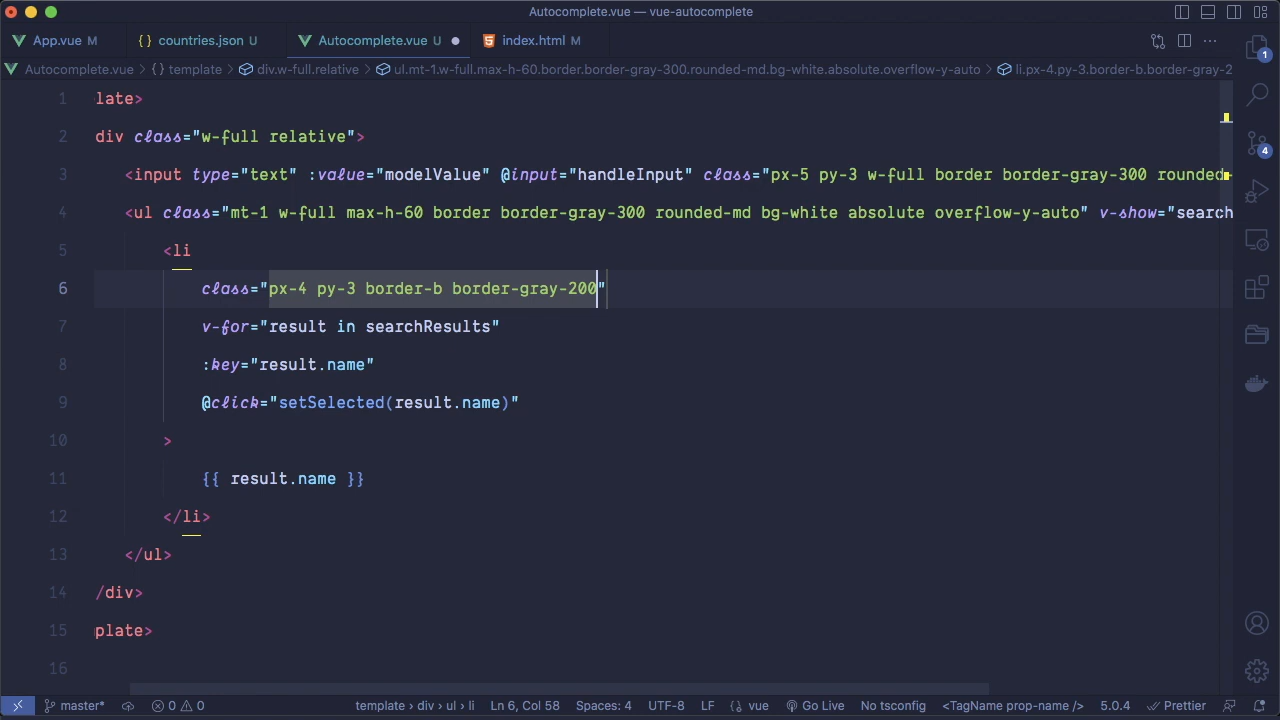 Autocomplete.vue — vue-autocomplete
App.vue M
{} countries.json U
Autocomplete.vue U
index.html M
Autocomplete.vue > {} template > div.w-full.relative > ul.mt-1.w-full.max-h-60.border.border-gray-300.rounded-md.bg-white.absolute.overflow-y-auto > li.px-4.py-3.border-b.border-gray-2
1 late>
2 div class="w-full relative">
3 <input type="text" :value="modelValue" @input="handleInput" class="px-5 py-3 w-full border border-gray-300 rounded-
4 <ul class="mt-1 w-full max-h-60 border border-gray-300 rounded-md bg-white absolute overflow-y-auto" v-show="search
5 <li
6 class="px-4 py-3 border-b border-gray-200"
7 v-for="result in searchResults"
8 :key="result.name"
9 @click="setSelected(result.name)"
10 >
11 {{ result.name }}
12 </li>
13 </ul>
14 /div>
15 plate>
16
1
4
master* 0 0 template › div › ul › li Ln 6, Col 58 Spaces: 4 UTF-8 LF {} vue Go Live No tsconfig <TagName prop-name /> 5.0.4 Prettier